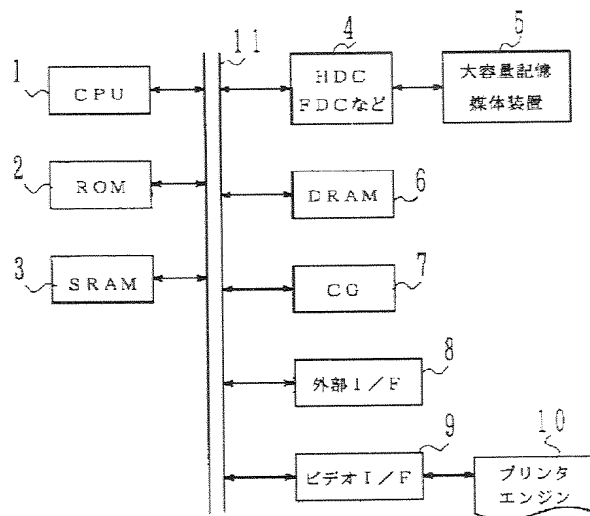 1
CPU
2
ROM
3
SRAM
11
4
HDC
FDCなど
5
大容量記憶
媒体装置
DRAM
6
CG
7
外部I/F
8
9
ビデオI/F
10
プリンタ
エンジン